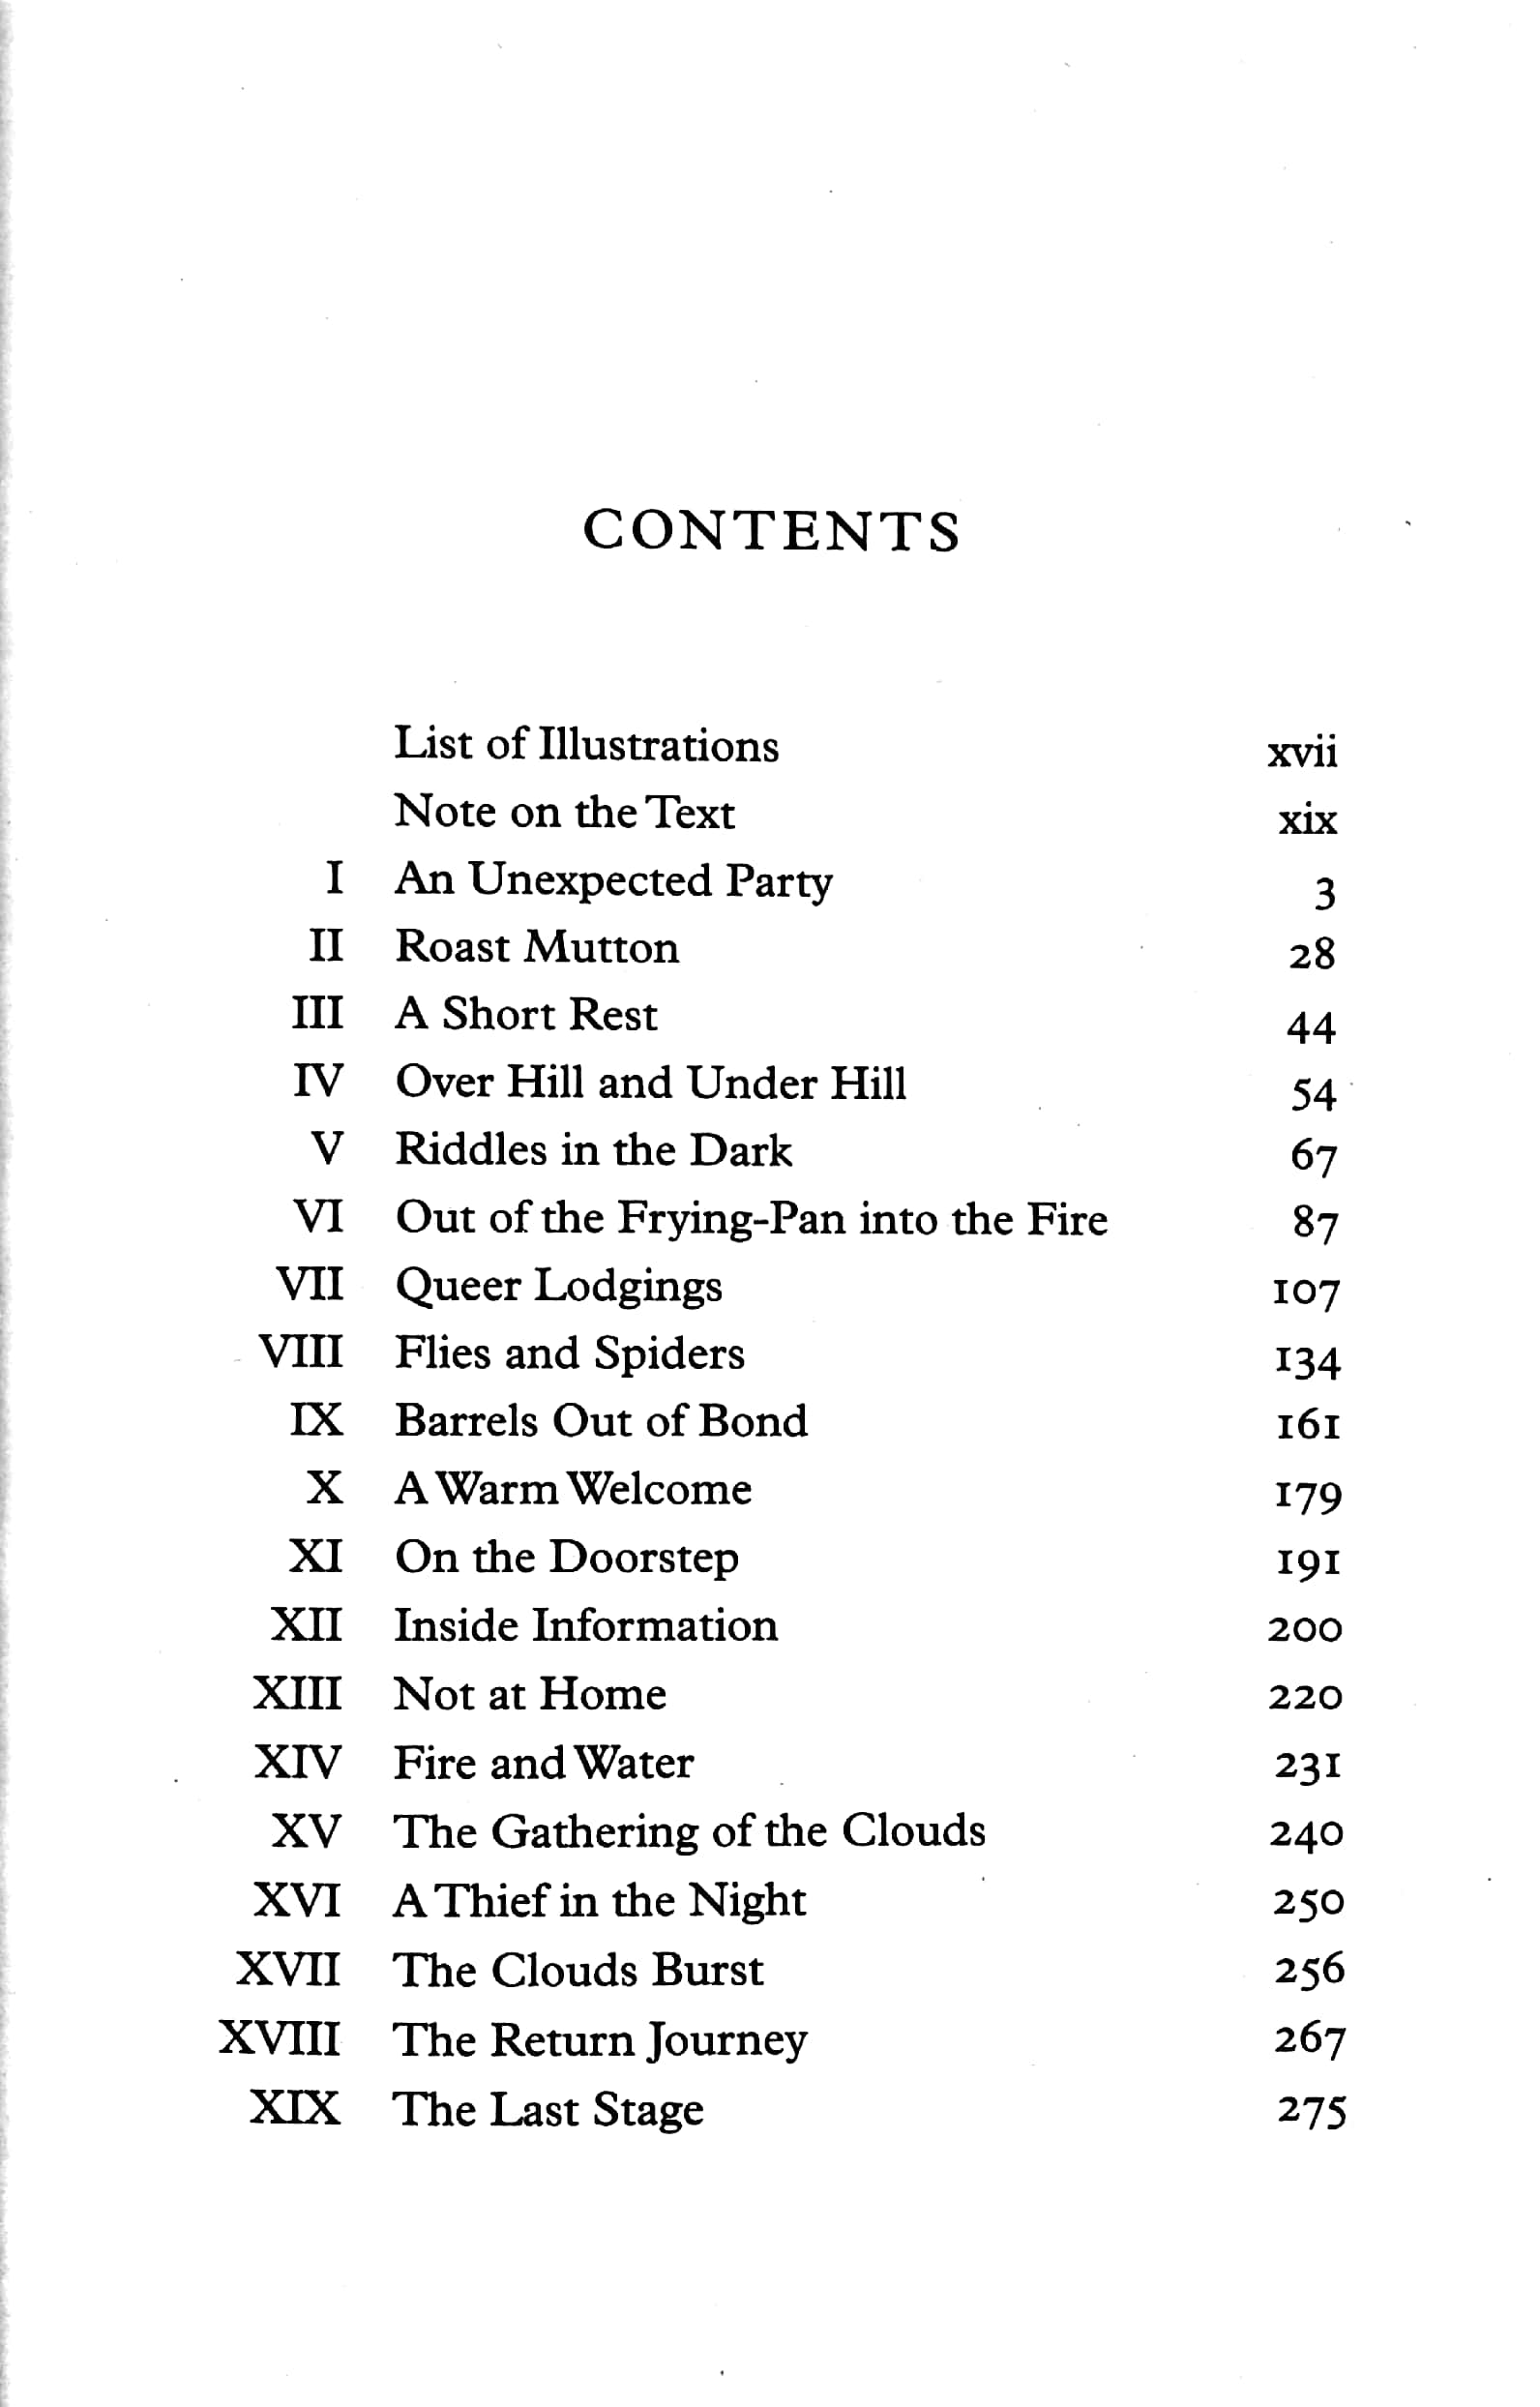 CONTENTS
List of Illustrations xvii
Note on the Text xix
I An Unexpected Party 3
II Roast Mutton 28
III A Short Rest 44
IV Over Hill and Under Hill 54
V Riddles in the Dark 67
VI Out of the Frying-Pan into the Fire 87
VII Queer Lodgings 107
VIII Flies and Spiders 134
IX Barrels Out of Bond 161
X A Warm Welcome 179
XI On the Doorstep 191
XII Inside Information 200
XIII Not at Home 220
XIV Fire and Water 231
XV The Gathering of the Clouds 240
XVI A Thief in the Night 250
XVII The Clouds Burst 256
XVIII The Return Journey 267
XIX The Last Stage 275